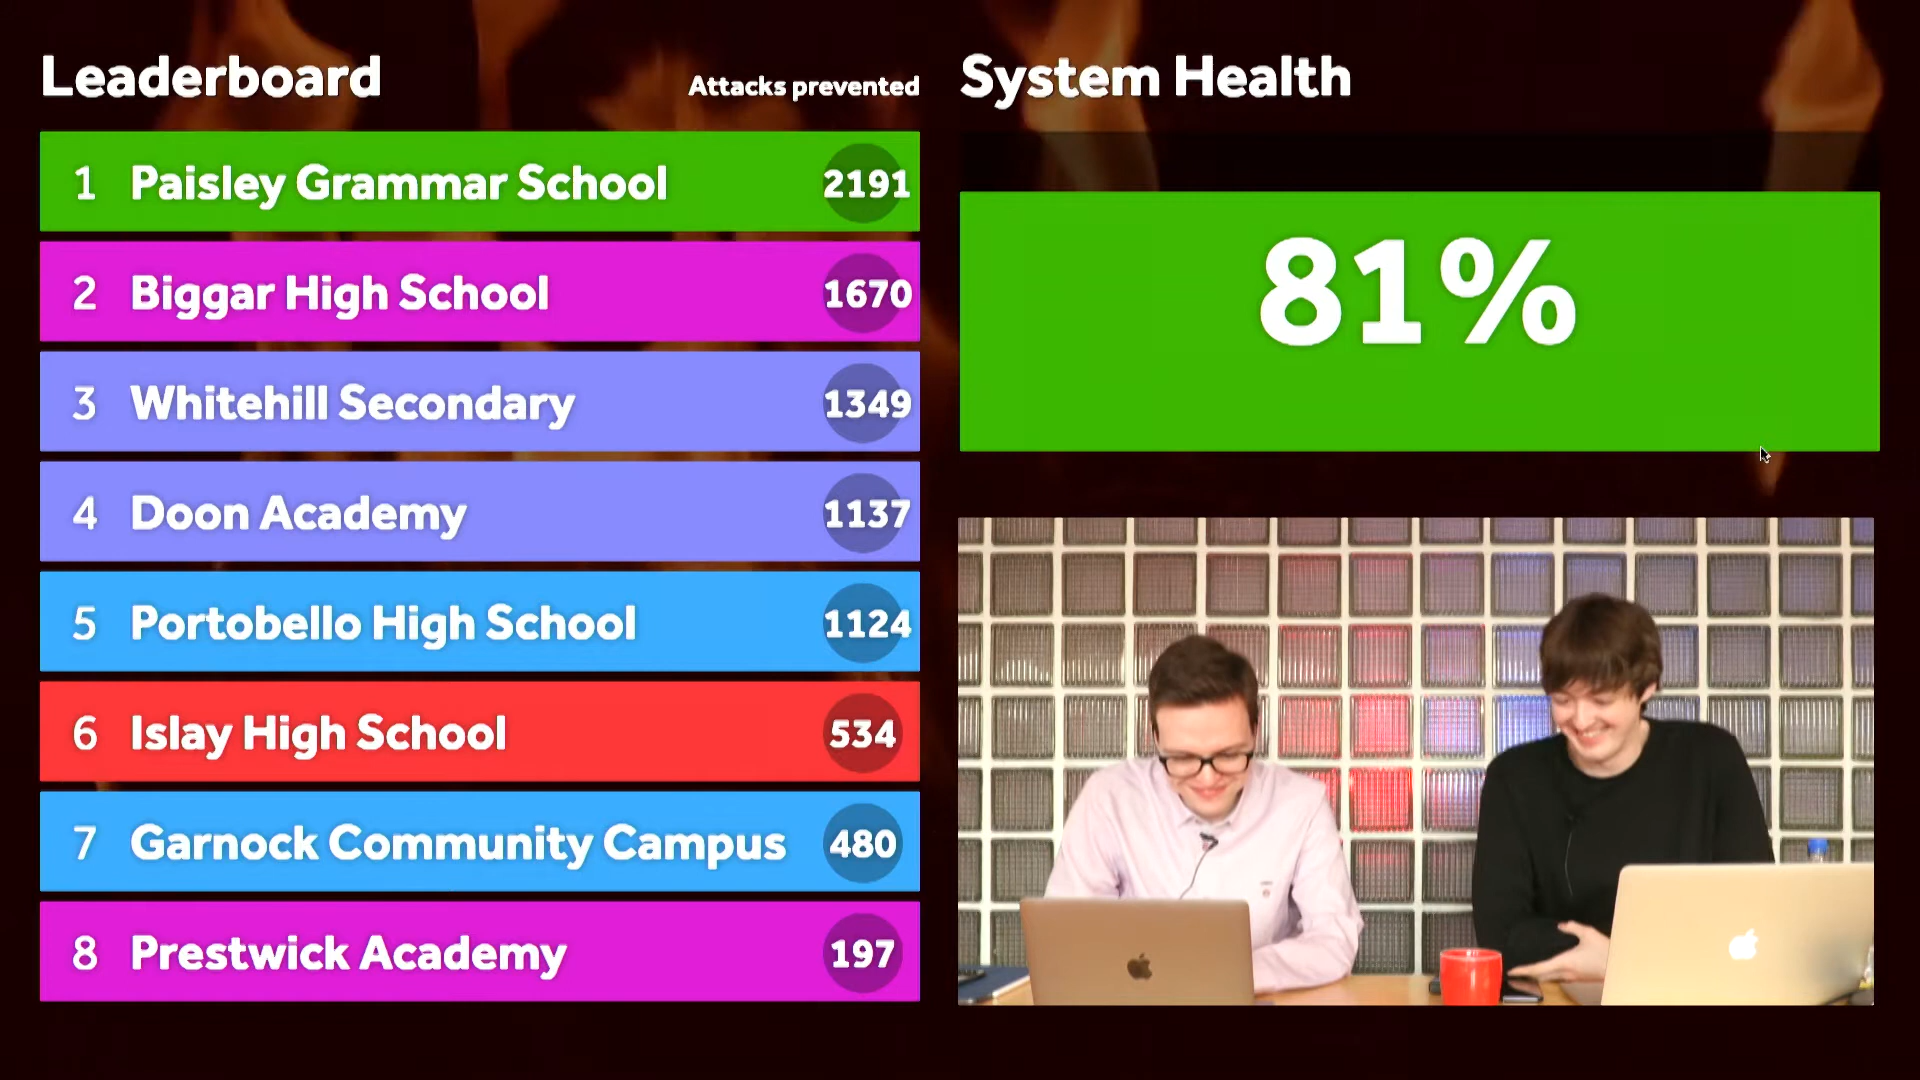 Leaderboard
Attacks prevented
1 Paisley Grammar School 2191
2 Biggar High School 1670
3 Whitehill Secondary 1349
4 Doon Academy 1137
5 Portobello High School 1124
6 Islay High School 534
7 Garnock Community Campus 480
8 Prestwick Academy 197
System Health
81%